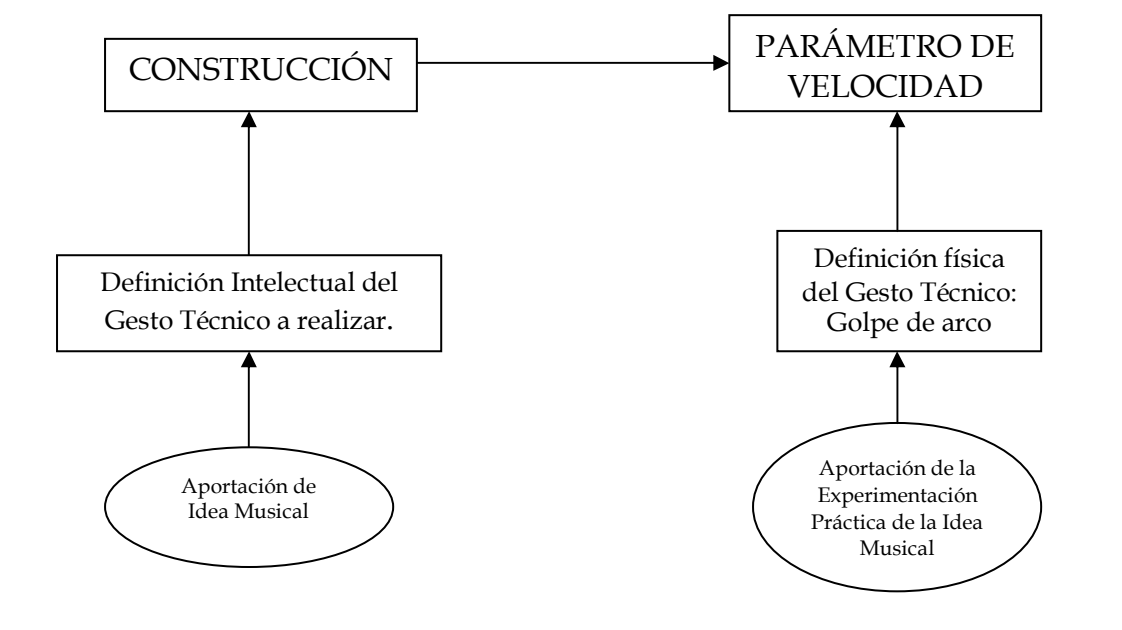 CONSTRUCCIÓN
PARÁMETRO DE
VELOCIDAD
Definición Intelectual del
Gesto Técnico a realizar.
Definición física
del Gesto Técnico:
Golpe de arco
Aportación de
Idea Musical
Aportación de la
Experimentación
Práctica de la Idea
Musical